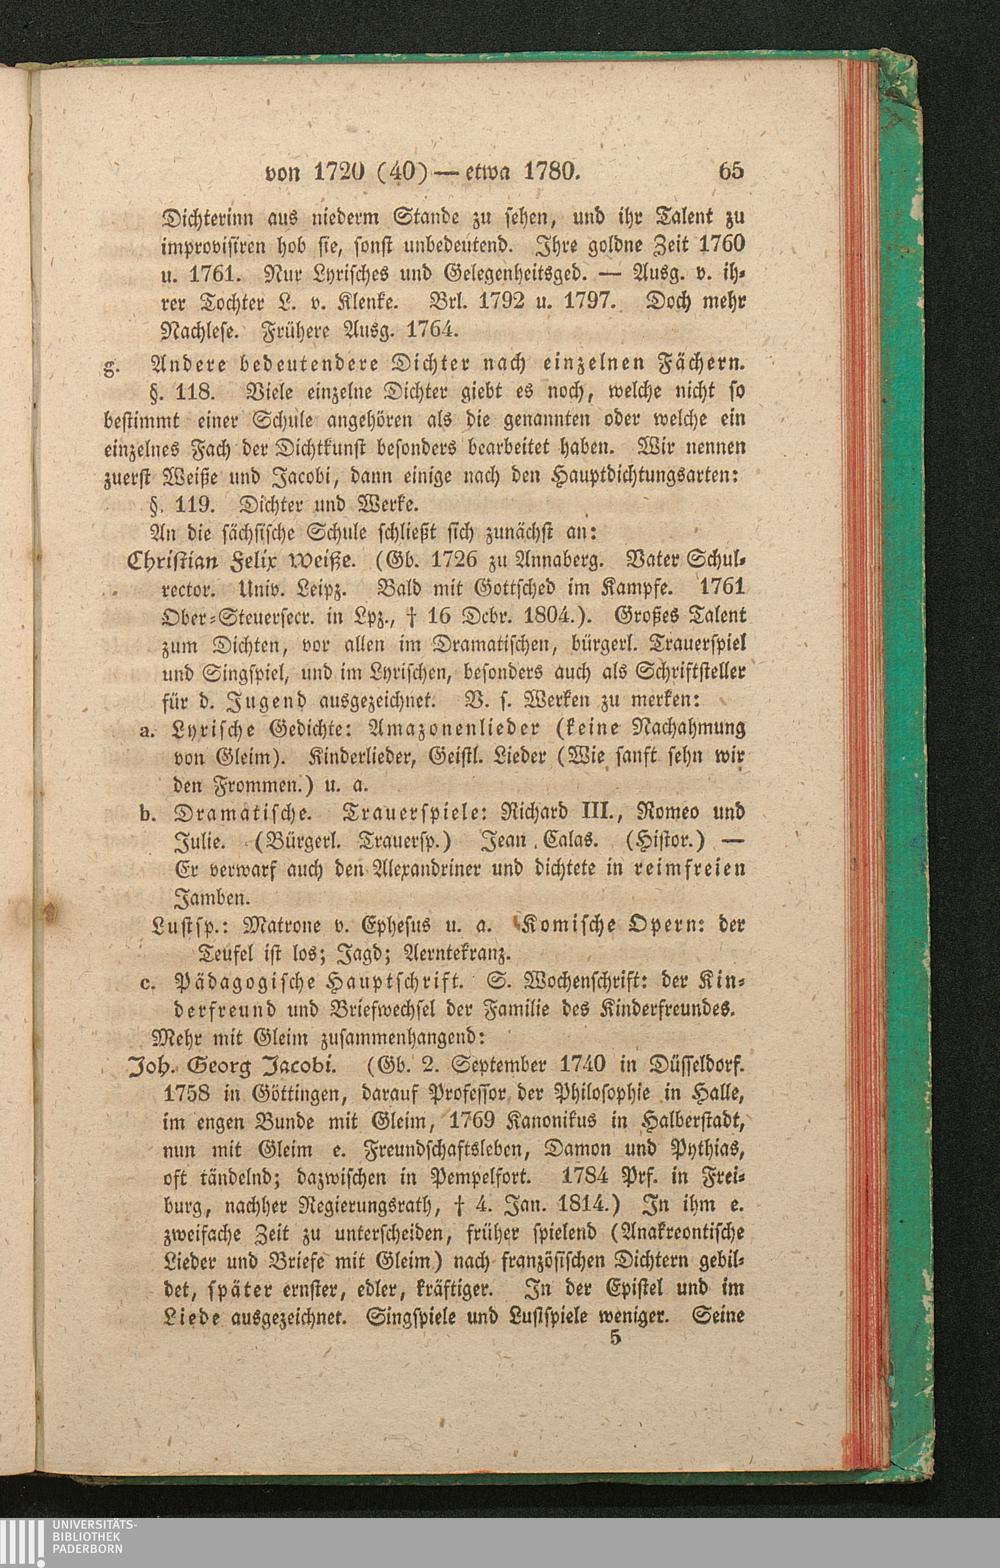 von 1720 (40) — etwa 1780. 65
Dichterinn aus niederm Stande zu sehen, und ihr Talent zu
improvisiren hob sie, sonst unbedeutend. Ihre goldne Zeit 1760
u. 1761. Nur Lyrisches und Gelegenheitsged. — Ausg. v. ih-
rer Tochter L. v. Klenke. Brl. 1792 u. 1797. Doch mehr
Nachlese. Frühere Ausg. 1764.
g. Andere bedeutendere Dichter nach einzelnen Fächern.
§. 118. Viele einzelne Dichter giebt es noch, welche nicht so
bestimmt einer Schule angehören als die genannten oder welche ein
einzelnes Fach der Dichtkunst besonders bearbeitet haben. Wir nennen
zuerst Weiße und Jacobi, dann einige nach den Hauptdichtungsarten:
§. 119. Dichter und Werke.
An die sächsische Schule schließt sich zunächst an:
Christian Felix Weiße. (Gb. 1726 zu Annaberg. Vater Schul-
rector. Univ. Leipz. Bald mit Gottsched im Kampfe. 1761
Ober-Steuersecr. in Lpz., † 16 Dcbr. 1804.). Großes Talent
zum Dichten, vor allen im Dramatischen, bürgerl. Trauerspiel
und Singspiel, und im Lyrischen, besonders auch als Schriftsteller
für d. Jugend ausgezeichnet. V. s. Werken zu merken:
a. Lyrische Gedichte: Amazonenlieder (keine Nachahmung
von Gleim). Kinderlieder, Geistl. Lieder (Wie sanft sehn wir
den Frommen.) u. a.
b. Dramatische. Trauerspiele: Richard III., Romeo und
Julie. (Bürgerl. Trauersp.) Jean Calas. (Histor.) —
Er verwarf auch den Alexandriner und dichtete in reimfreien
Jamben.
Lustsp.: Matrone v. Ephesus u. a. Komische Opern: der
Teufel ist los; Jagd; Aerntekranz.
c. Pädagogische Hauptschrift. S. Wochenschrift: der Kin-
derfreund und Briefwechsel der Familie des Kinderfreundes.
Mehr mit Gleim zusammenhangend:
Joh. Georg Jacobi. (Gb. 2. September 1740 in Düsseldorf.
1758 in Göttingen, darauf Professor der Philosophie in Halle,
im engen Bunde mit Gleim, 1769 Kanonikus in Halberstadt,
nun mit Gleim e. Freundschaftsleben, Damon und Pythias,
oft tändelnd; dazwischen in Pempelfort. 1784 Prf. in Frei-
burg, nachher Regierungsrath, † 4. Jan. 1814.) In ihm e.
zweifache Zeit zu unterscheiden, früher spielend (Anakreontische
Lieder und Briefe mit Gleim) nach französischen Dichtern gebil-
det, später ernster, edler, kräftiger. In der Epistel und im
Liede ausgezeichnet. Singspiele und Lustspiele weniger. Seine
5
UNIVERSITÄTS-
BIBLIOTHEK
PADERBORN